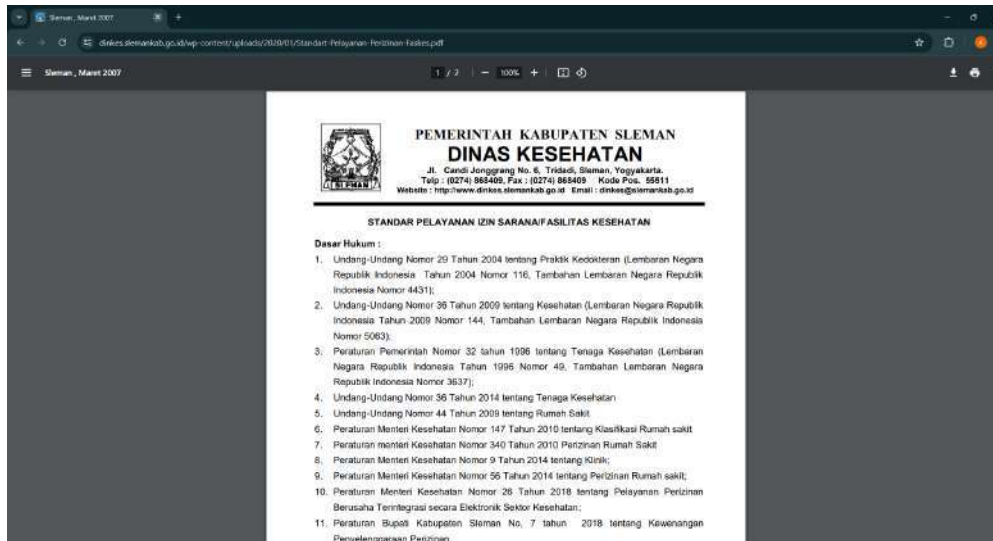 Sleman , Maret 2007
dinkes.slemankab.go.id/wp-content/uploads/2020/01/Standart-Pelayanan-Perizinan-Faskes.pdf
Sleman , Maret 2007
1 / 2
100%
PEMERINTAH KABUPATEN SLEMAN
DINAS KESEHATAN
Jl. Candi Jonggrang No. 6, Tridadi, Sleman, Yogyakarta.
Telp : (0274) 868409, Fax : (0274) 868409 Kode Pos. 55511
Website : http://www.dinkes.slemankab.go.id Email : dinkes@slemankab.go.id
SLEMAN
STANDAR PELAYANAN IZIN SARANA/FASILITAS KESEHATAN
Dasar Hukum :
1. Undang-Undang Nomor 29 Tahun 2004 tentang Praktik Kedokteran (Lembaran Negara
Republik Indonesia Tahun 2004 Nomor 116, Tambahan Lembaran Negara Republik
Indonesia Nomor 4431);
2. Undang-Undang Nomor 36 Tahun 2009 tentang Kesehatan (Lembaran Negara Republik
Indonesia Tahun 2009 Nomor 144, Tambahan Lembaran Negara Republik Indonesia
Nomor 5063);
3. Peraturan Pemerintah Nomor 32 tahun 1996 tentang Tenaga Kesehatan (Lembaran
Negara Republik Indonesia Tahun 1996 Nomor 49, Tambahan Lembaran Negara
Republik Indonesia Nomor 3637);
4. Undang-Undang Nomor 36 Tahun 2014 tentang Tenaga Kesehatan
5. Undang-Undang Nomor 44 Tahun 2009 tentang Rumah Sakit
6. Peraturan Menteri Kesehatan Nomor 147 Tahun 2010 tentang Klasifikasi Rumah sakit
7. Peraturan menteri Kesehatan Nomor 340 Tahun 2010 Perizinan Rumah Sakit
8. Peraturan Menteri Kesehatan Nomor 9 Tahun 2014 tentang Klinik;
9. Peraturan Menteri Kesehatan Nomor 56 Tahun 2014 tentang Perizinan Rumah sakit;
10. Peraturan Menteri Kesehatan Nomor 26 Tahun 2018 tentang Pelayanan Perizinan
Berusaha Terintegrasi secara Elektronik Sektor Kesehatan;
11. Peraturan Bupati Kabupaten Sleman No. 7 tahun 2018 tentang Kewenangan
Penyelenggaraan Perizinan